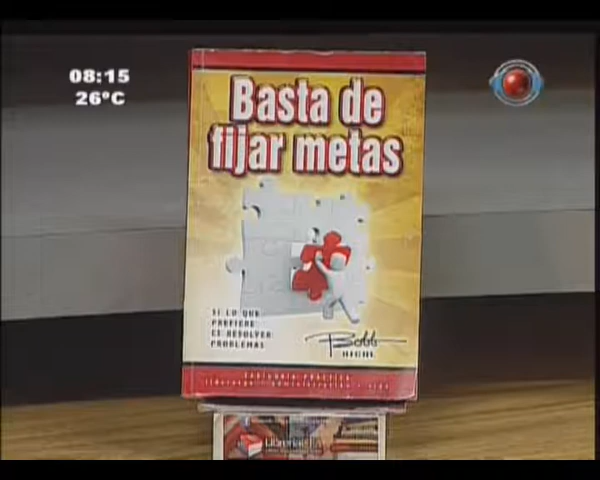 08:15
26°C
Basta de
fijar metas
SI LO QUE
PREFIERE
ES RESOLVER
PROBLEMAS
Bobb
BIEHL